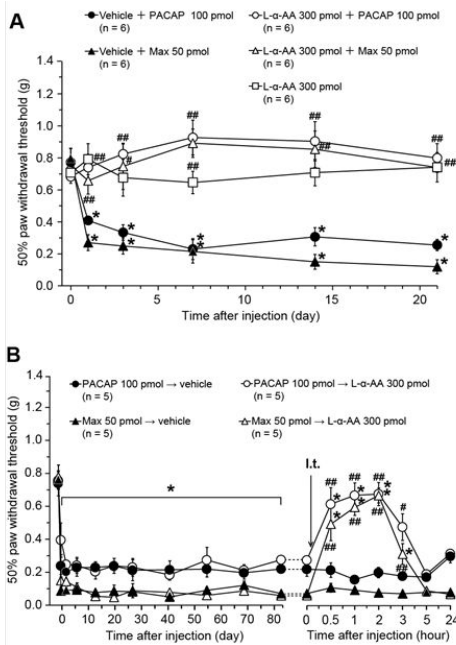 A
Vehicle + PACAP 100 pmol
(n = 6)
L-α-AA 300 pmol + PACAP 100 pmol
(n = 6)
Vehicle + Max 50 pmol
(n = 6)
L-α-AA 300 pmol + Max 50 pmol
(n = 6)
L-α-AA 300 pmol
(n = 6)
50% paw withdrawal threshold (g)
1.4
1.2
1.0
0.8
0.6
0.4
0.2
0.0
## ## ## ##
## # ## ##
## ##
* * * * *
* * * * *
0 5 10 15 20
Time after injection (day)
B
PACAP 100 pmol → vehicle
(n = 5)
PACAP 100 pmol → L-α-AA 300 pmol
(n = 5)
Max 50 pmol → vehicle
(n = 5)
Max 50 pmol → L-α-AA 300 pmol
(n = 5)
50% paw withdrawal threshold (g)
1.4
1.2
1.0
0.8
0.6
0.4
0.2
0.0
*
I.t.
## ## ## #
* * * * * * *
## ## ## ##
0 10 20 30 40 50 60 70 80
0 0.5 1 2 3 5 24
Time after injection (day)
Time after injection (hour)